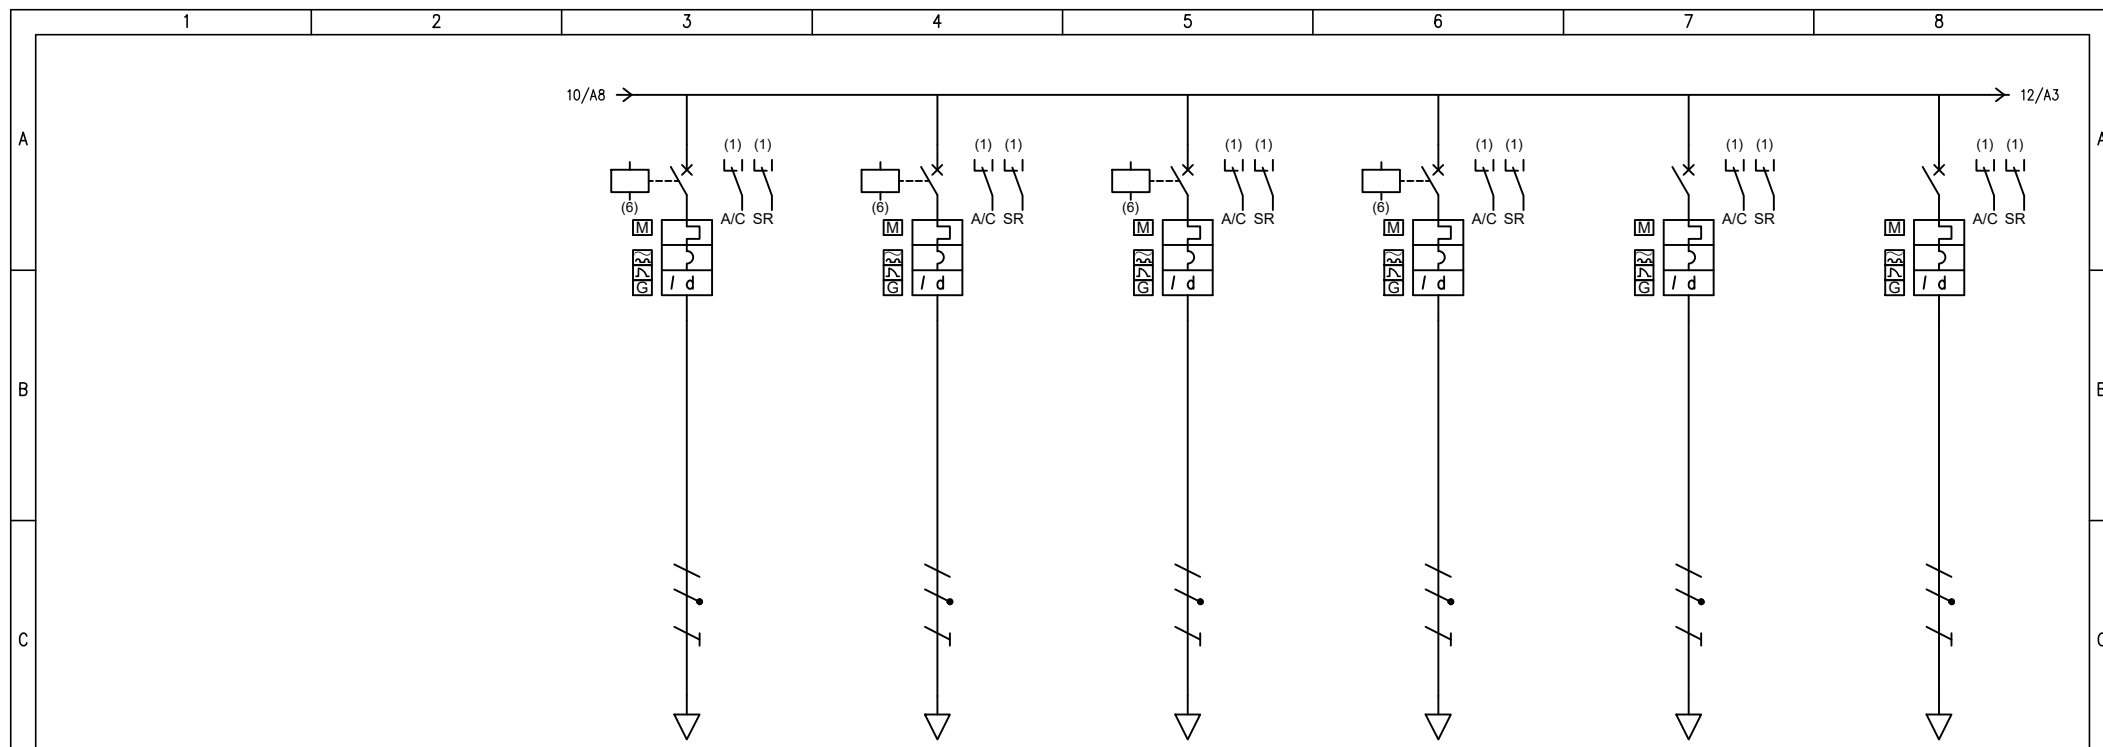 1 2 3 4 5 6 7 8
10/A8 12/A3
A A
(1) (1) (1) (1) (1) (1) (1) (1) (1) (1) (1) (1)
(6) (6) (6) (6)
A/C SR A/C SR A/C SR A/C SR A/C SR A/C SR
M M M M M M
G I d G I d G I d G I d G I d G I d
B
C